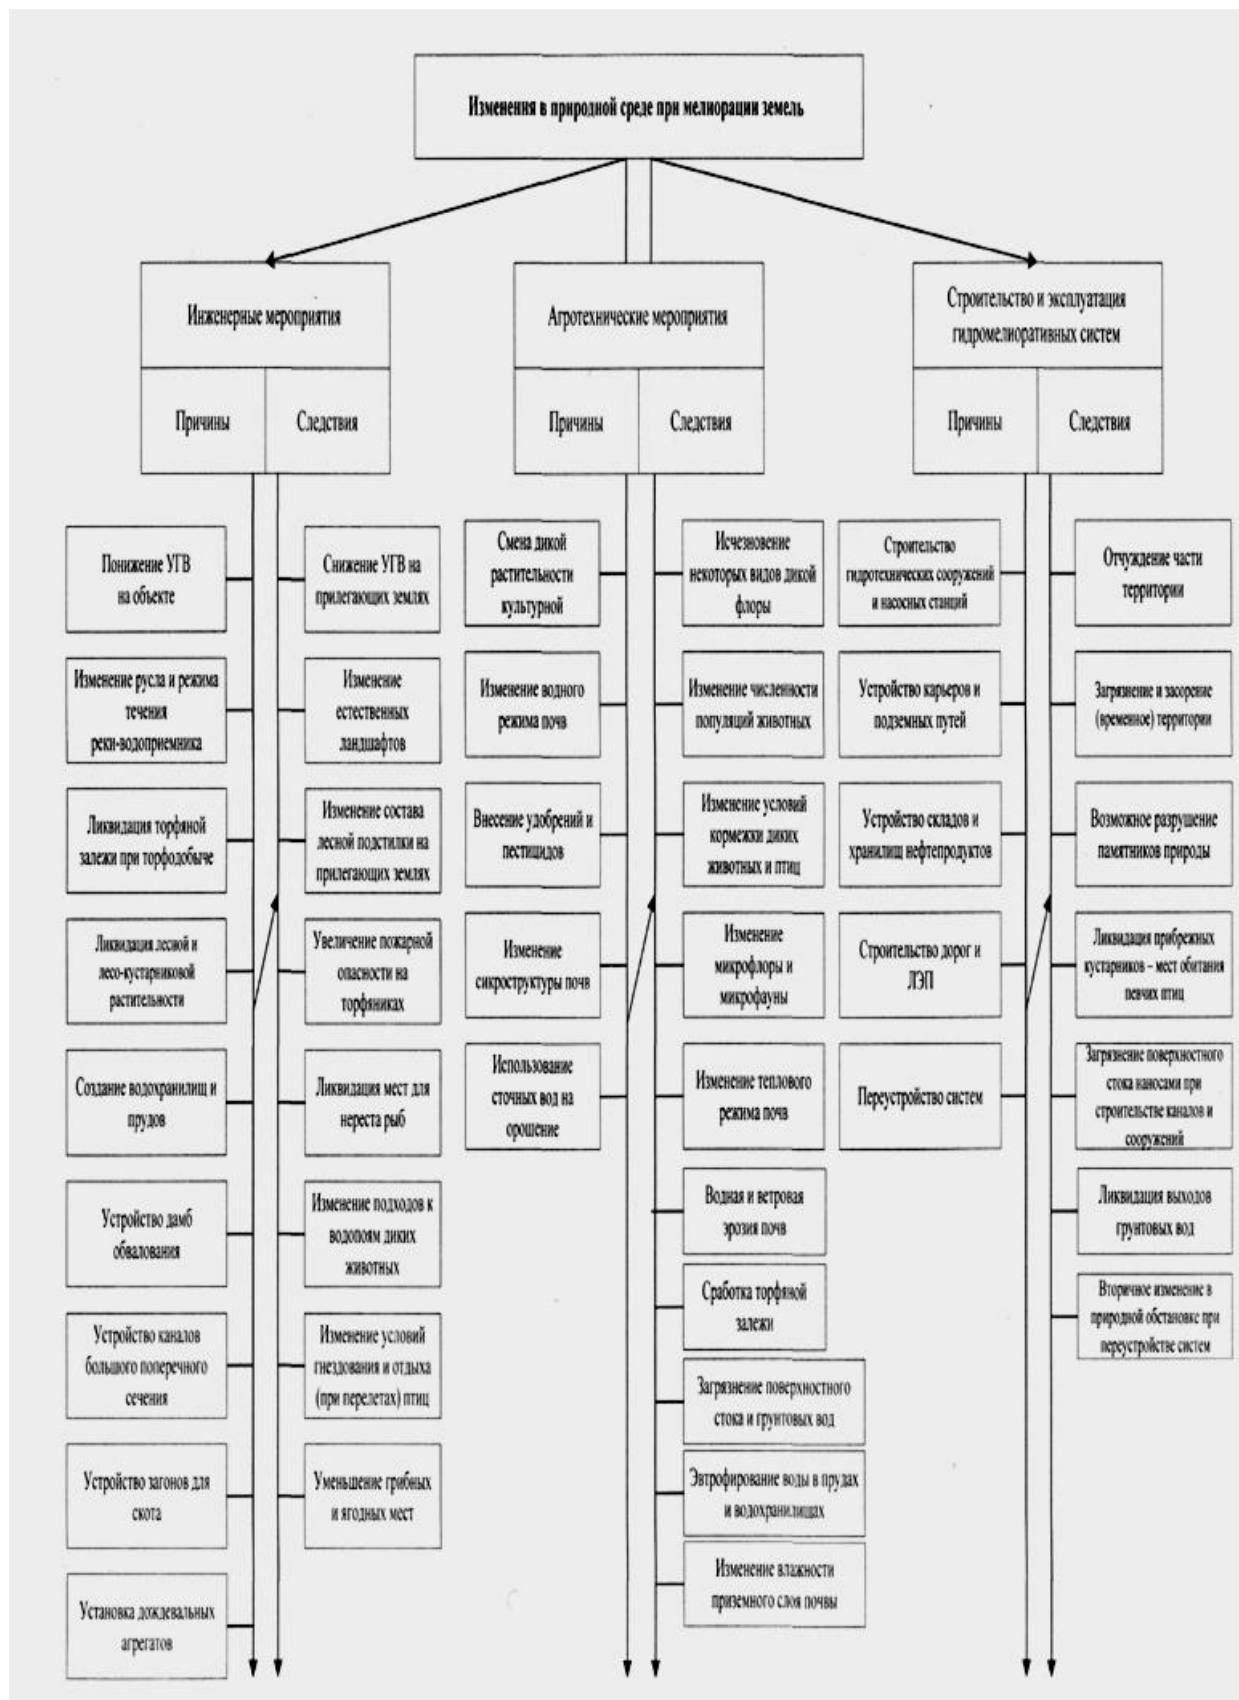 Изменения в природной среде при мелиорации земель
Инженерные мероприятия
Причины
Следствия
Понижение УГВ
на объекте
Изменение русла и режима
течения
реки-водоприемника
Ликвидация торфяной
залежи при торфодобыче
Ликвидация лесной и
лесо-кустарниковой
растительности
Создание водохранилищ и
прудов
Устройство дамб
обвалования
Устройство каналов
большого поперечного
сечения
Устройство загонов для
скота
Установка дождевальных
агрегатов
Снижение УГВ на
прилегающих землях
Изменение
естественных
ландшафтов
Изменение состава
лесной подстилки на
прилегающих землях
Увеличение пожарной
опасности на
торфяниках
Ликвидация мест для
нереста рыб
Изменение подходов к
водопоям диких
животных
Изменение условий
гнездования и отдыха
(при перелетах) птиц
Уменьшение грибных
и ягодных мест
Агротехнические мероприятия
Причины
Следствия
Смена дикой
растительности
культурной
Изменение водного
режима почв
Внесение удобрений и
пестицидов
Изменение
сикроструктуры почв
Использование
сточных вод на
орошение
Исчезновение
некоторых видов дикой
флоры
Изменение численности
популяций животных
Изменение условий
кормежки диких
животных и птиц
Изменение
микрофлоры и
микрофауны
Изменение теплового
режима почв
Водная и ветровая
эрозия почв
Сработка торфяной
залежи
Загрязнение поверхностного
стока и грунтовых вод
Эвтрофирование воды в прудах
и водохранилищах
Изменение влажности
приземного слоя почвы
Строительство и эксплуатация
гидромелиоративных систем
Причины
Следствия
Строительство
гидротехнических сооружений
и насосных станций
Устройство карьеров и
подземных путей
Устройство складов и
хранилищ нефтепродуктов
Строительство дорог и
ЛЭП
Переустройство систем
Отчуждение части
территории
Загрязнение и засорение
(временное) территории
Возможное разрушение
памятников природы
Ликвидация прибрежных
кустарников – мест обитания
певчих птиц
Загрязнение поверхностного
стока наносами при
строительстве каналов и
сооружений
Ликвидация выходов
грунтовых вод
Вторичное изменение в
природной обстановке при
переустройстве систем